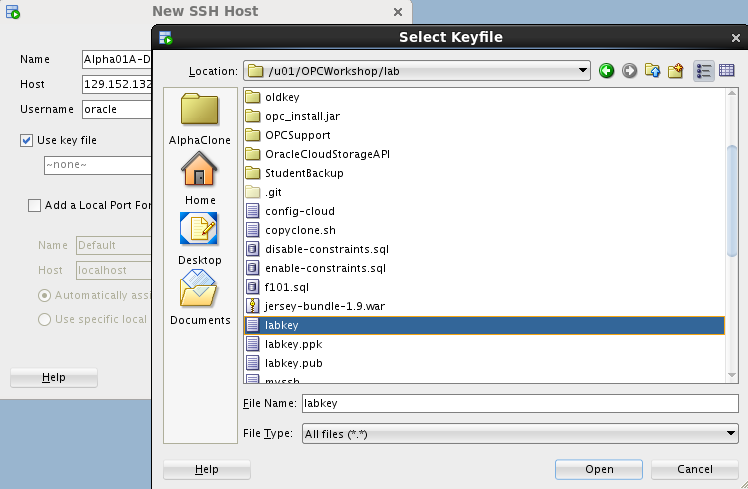 New SSH Host
Name Alpha01A-D
Host 129.152.132
Username oracle
Use key file
~none~
Add a Local Port For
Name Default
Host localhost
Automatically assi
Use specific local
Help
Select Keyfile
Location: /u01/OPCWorkshop/lab
AlphaClone
Home
Desktop
Documents
oldkey
opc_install.jar
OPCSupport
OracleCloudStorageAPI
StudentBackup
.git
config-cloud
copyclone.sh
disable-constraints.sql
enable-constraints.sql
f101.sql
jersey-bundle-1.9.war
labkey
labkey.ppk
labkey.pub
myssh
File Name: labkey
File Type: All files (*.*)
Help
Open
Cancel